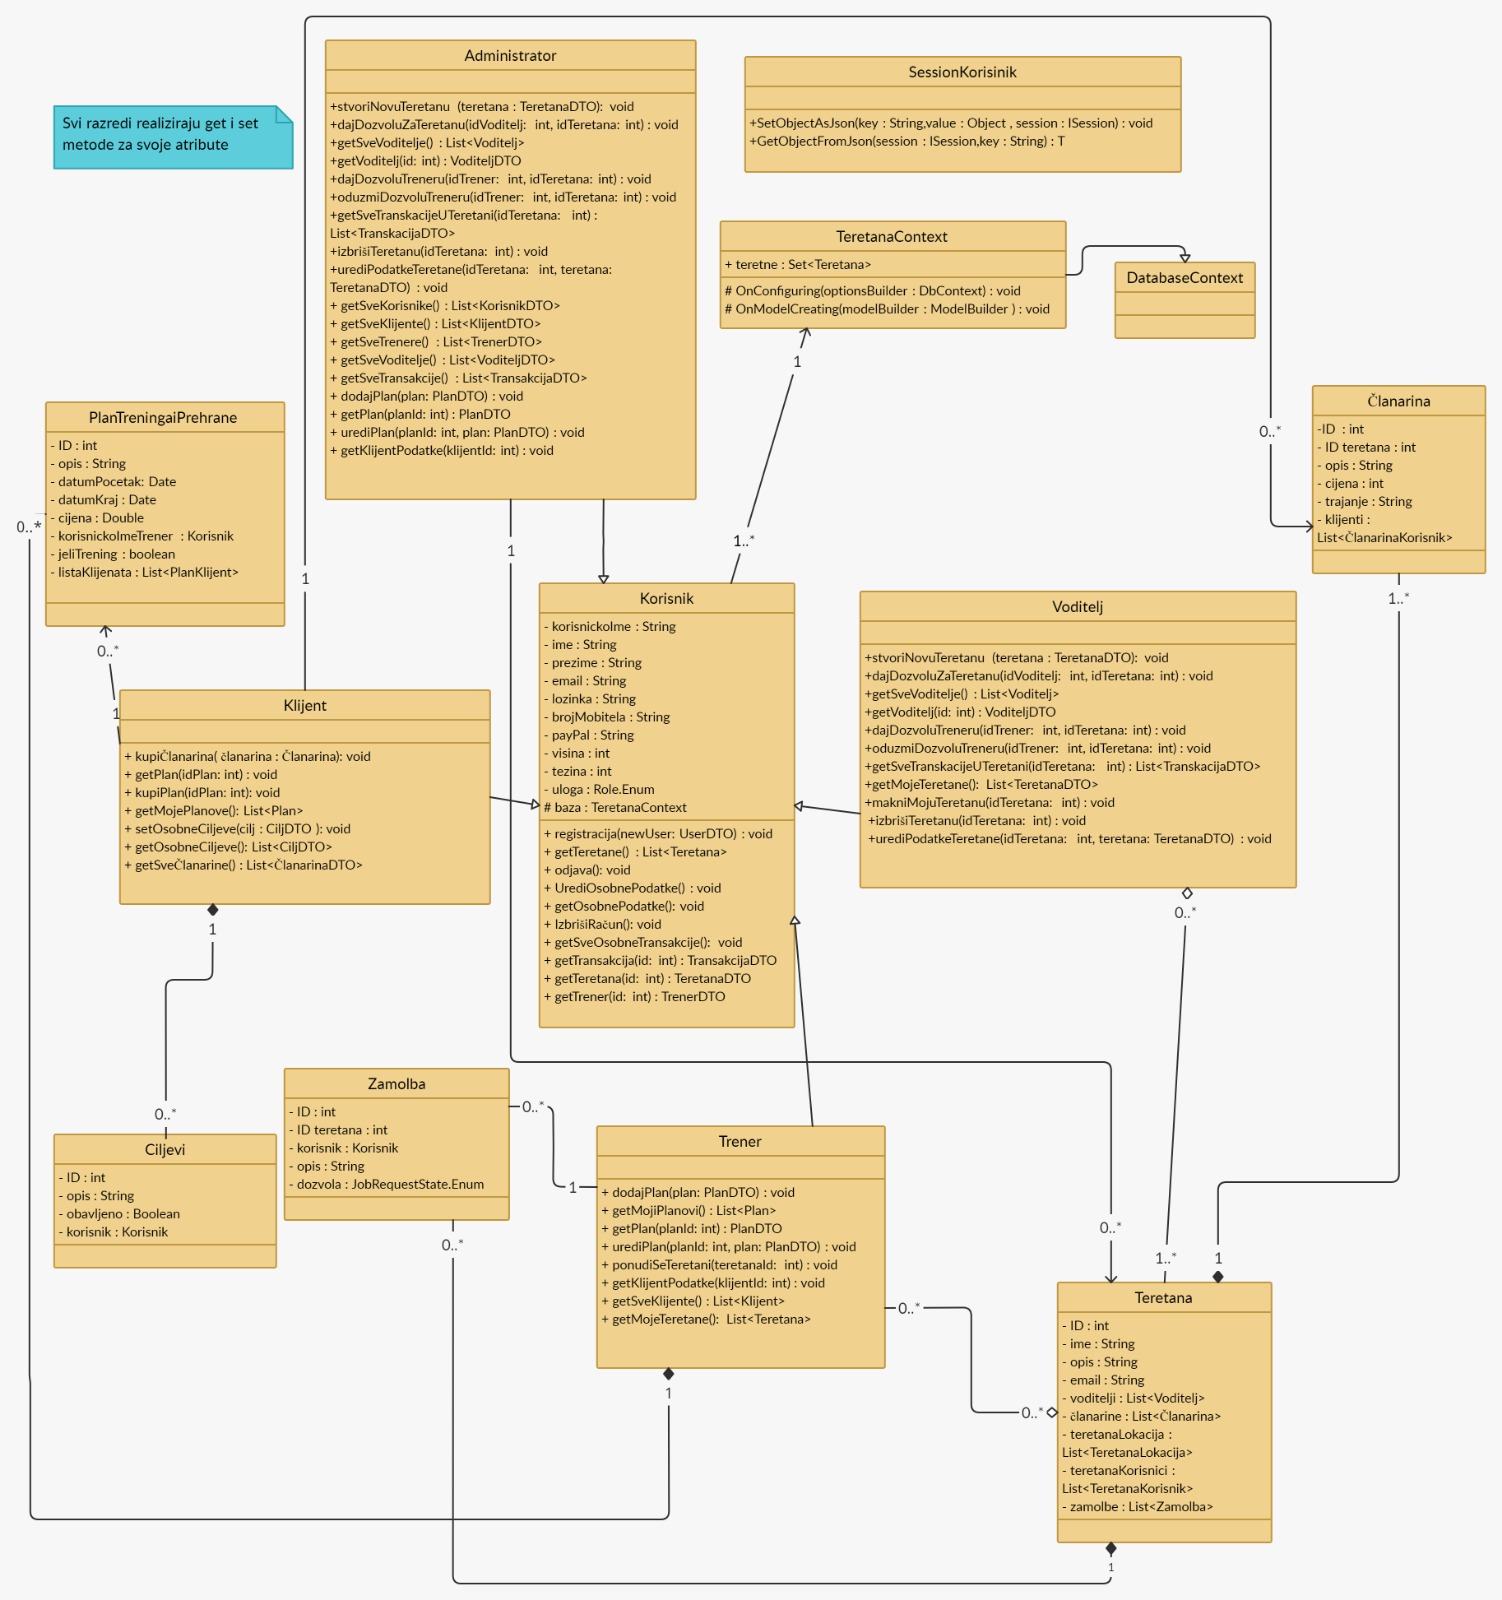 Svi razredi realiziraju get i set
metode za svoje atribute
Administrator
+stvoriNovuTeretanu (teretana : TeretanaDTO): void
+dajDozvoluZaTeretanu(idVoditelj: int, idTeretana: int) : void
+getSveVoditelje() : List<Voditelj>
+getVoditelj(id: int) : VoditeljDTO
+dajDozvoluTreneru(idTrener: int, idTeretana: int) : void
+oduzmiDozvoluTreneru(idTrener: int, idTeretana: int) : void
+getSveTranskacijeUTeretani(idTeretana: int) :
List<TranskacijaDTO>
+izbrišiTeretanu(idTeretana: int) : void
+urediPodatkeTeretane(idTeretana: int, teretana:
TeretanaDTO) : void
+ getSveKorisnike() : List<KorisnikDTO>
+ getSveKlijente() : List<KlijentDTO>
+ getSveTrenere() : List<TrenerDTO>
+ getSveVoditelje() : List<VoditeljDTO>
+ getSveTransakcije() : List<TransakcijaDTO>
+ dodajPlan(plan: PlanDTO) : void
+ getPlan(planId: int) : PlanDTO
+ urediPlan(planId: int, plan: PlanDTO) : void
+ getKlijentPodatke(klijentId: int) : void
SessionKorisinik
+SetObjectAsJson(key : String,value : Object , session : ISession) : void
+GetObjectFromJson(session : ISession,key : String) : T
TeretanaContext
+ teretne : Set<Teretana>
# OnConfiguring(optionsBuilder : DbContext) : void
# OnModelCreating(modelBuilder : ModelBuilder ) : void
DatabaseContext
1
1..*
0..*
1
1
Članarina
-ID : int
- ID teretana : int
- opis : String
- cijena : int
- trajanje : String
- klijenti :
List<ČlanarinaKorisnik>
1..*
PlanTreningaiPrehrane
- ID : int
- opis : String
- datumPocetak: Date
- datumKraj : Date
- cijena : Double
- korisnickoImeTrener : Korisnik
- jeliTrening : boolean
- listaKlijenata : List<PlanKlijent>
0..*
0..*
1
Klijent
+ kupiČlanarina( članarina : Članarina): void
+ getPlan(idPlan: int) : void
+ kupiPlan(idPlan: int): void
+ getMojePlanove(): List<Plan>
+ setOsobneCiljeve(cilj : CiljDTO ): void
+ getOsobneCiljeve(): List<CiljDTO>
+ getSveČlanarine() : List<ČlanarinaDTO>
1
0..*
Korisnik
- korisnickoIme : String
- ime : String
- prezime : String
- email : String
- lozinka : String
- brojMobitela : String
- payPal : String
- visina : int
- tezina : int
- uloga : Role.Enum
# baza : TeretanaContext
+ registracija(newUser: UserDTO) : void
+ getTeretane() : List<Teretana>
+ odjava(): void
+ UrediOsobnePodatke() : void
+ getOsobnePodatke(): void
+ IzbrišiRačun(): void
+ getSveOsobneTransakcije(): void
+ getTransakcija(id: int) : TransakcijaDTO
+ getTeretana(id: int) : TeretanaDTO
+ getTrener(id: int) : TrenerDTO
Voditelj
+stvoriNovuTeretanu (teretana : TeretanaDTO): void
+dajDozvoluZaTeretanu(idVoditelj: int, idTeretana: int) : void
+getSveVoditelje() : List<Voditelj>
+getVoditelj(id: int) : VoditeljDTO
+dajDozvoluTreneru(idTrener: int, idTeretana: int) : void
+oduzmiDozvoluTreneru(idTrener: int, idTeretana: int) : void
+getSveTranskacijeUTeretani(idTeretana: int) : List<TranskacijaDTO>
+getMojeTeretane(): List<TeretanaDTO>
+makniMojuTeretanu(idTeretana: int) : void
+izbrišiTeretanu(idTeretana: int) : void
+urediPodatkeTeretane(idTeretana: int, teretana: TeretanaDTO) : void
0..*
Ciljevi
- ID : int
- opis : String
- obavljeno : Boolean
- korisnik : Korisnik
Zamolba
- ID : int
- ID teretana : int
- korisnik : Korisnik
- opis : String
- dozvola : JobRequestState.Enum
0..*
1
0..*
Trener
+ dodajPlan(plan: PlanDTO) : void
+ getMojiPlanovi() : List<Plan>
+ getPlan(planId: int) : PlanDTO
+ urediPlan(planId: int, plan: PlanDTO) : void
+ ponudiSeTeretani(teretanaId: int) : void
+ getKlijentPodatke(klijentId: int) : void
+ getSveKlijente() : List<Klijent>
+ getMojeTeretane(): List<Teretana>
1
0..*
0..*
0..*
1..*
1
Teretana
- ID : int
- ime : String
- opis : String
- email : String
- voditelji : List<Voditelj>
- članarine : List<Članarina>
- teretanaLokacija :
List<TeretanaLokacija>
- teretanaKorisnici :
List<TeretanaKorisnik>
- zamolbe : List<Zamolba>
1